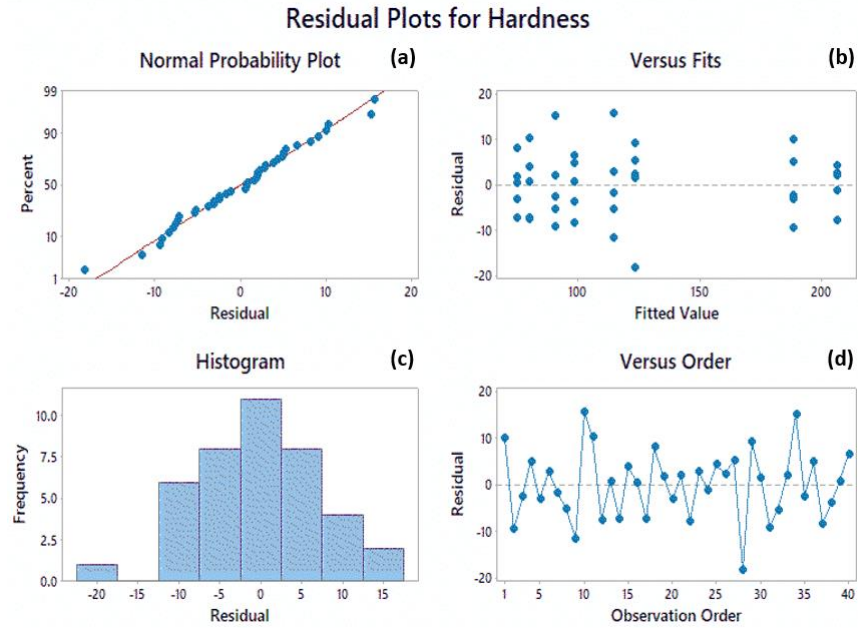 Residual Plots for Hardness
Normal Probability Plot (a)
99
90
50
10
1
Percent
-20 -10 0 10 20
Residual
Versus Fits (b)
20
10
0
-10
-20
Residual
100 150 200
Fitted Value
Histogram (c)
10.0
7.5
5.0
2.5
0.0
Frequency
-20 -15 -10 -5 0 5 10 15
Residual
Versus Order (d)
20
10
0
-10
-20
Residual
1 5 10 15 20 25 30 35 40
Observation Order